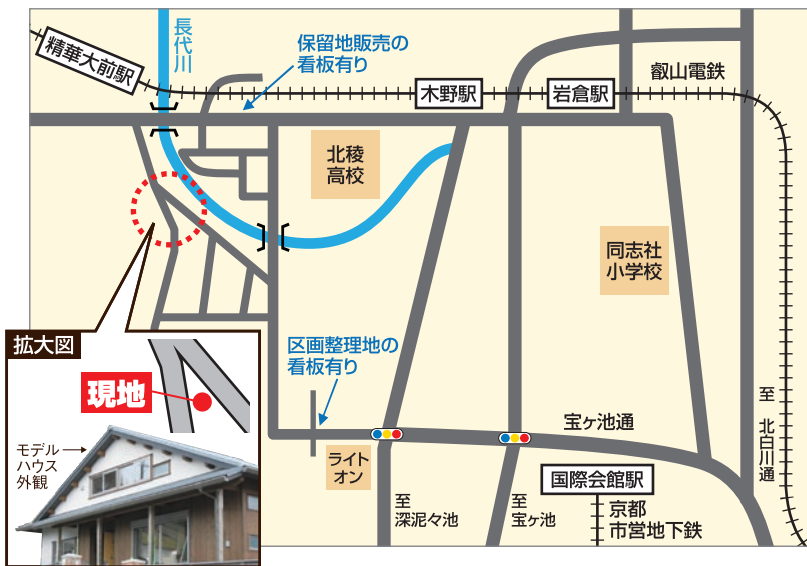 長代川
精華大前駅
保留地販売の
看板有り
木野駅
岩倉駅
叡山電鉄
北稜
高校
同志社
小学校
拡大図
現地
モデル
ハウス
外観
区画整理地の
看板有り
ライト
オン
宝ヶ池通
至 北白川通
国際会館駅
京都
市営地下鉄
至
深泥々池
至
宝ヶ池